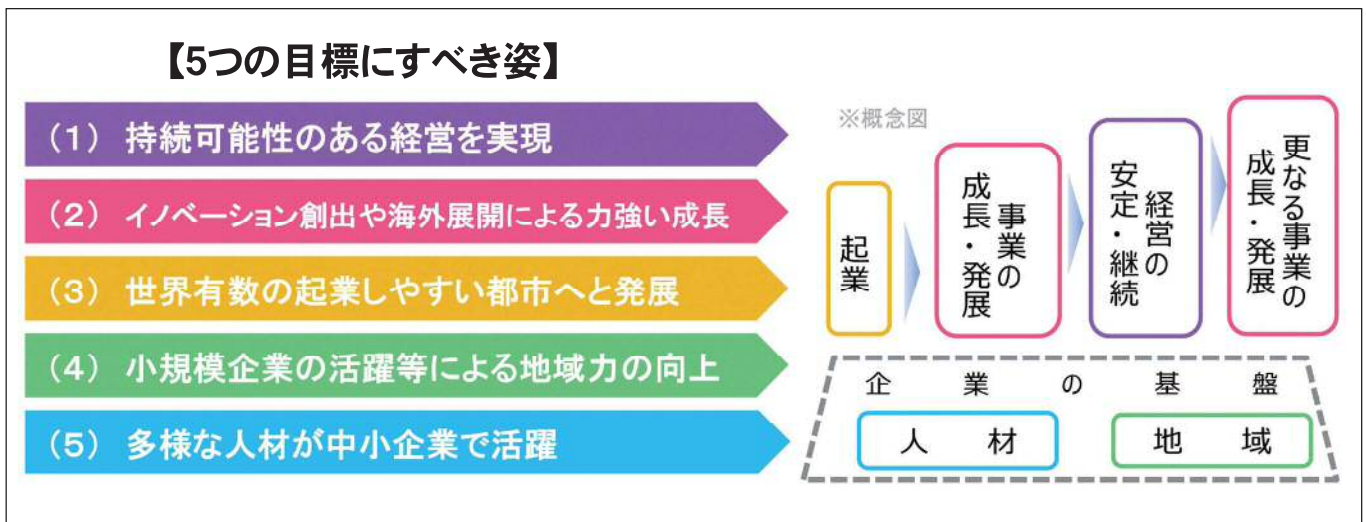 【5つの目標にすべき姿】
(1) 持続可能性のある経営を実現
(2) イノベーション創出や海外展開による力強い成長
(3) 世界有数の起業しやすい都市へと発展
(4) 小規模企業の活躍等による地域力の向上
(5) 多様な人材が中小企業で活躍
※概念図
起業
事業の
成長・発展
経営の
安定・継続
更なる事業の
成長・発展
企業の基盤
人材
地域